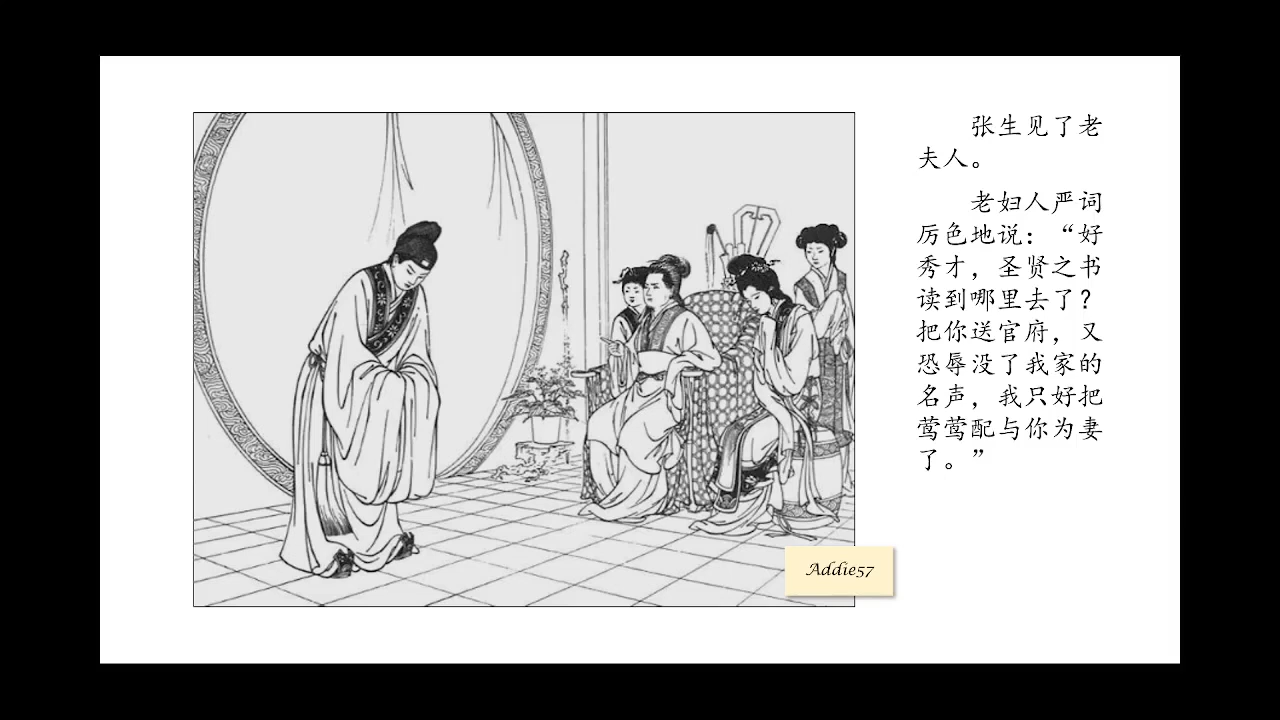 张生见了老
夫人。
老妇人严词
厉色地说：“好
秀才，圣贤之书
读到哪里去了？
把你送官府，又
恐辱没了我家的
名声，我只好把
莺莺配与你为妻
了。”
Addie57